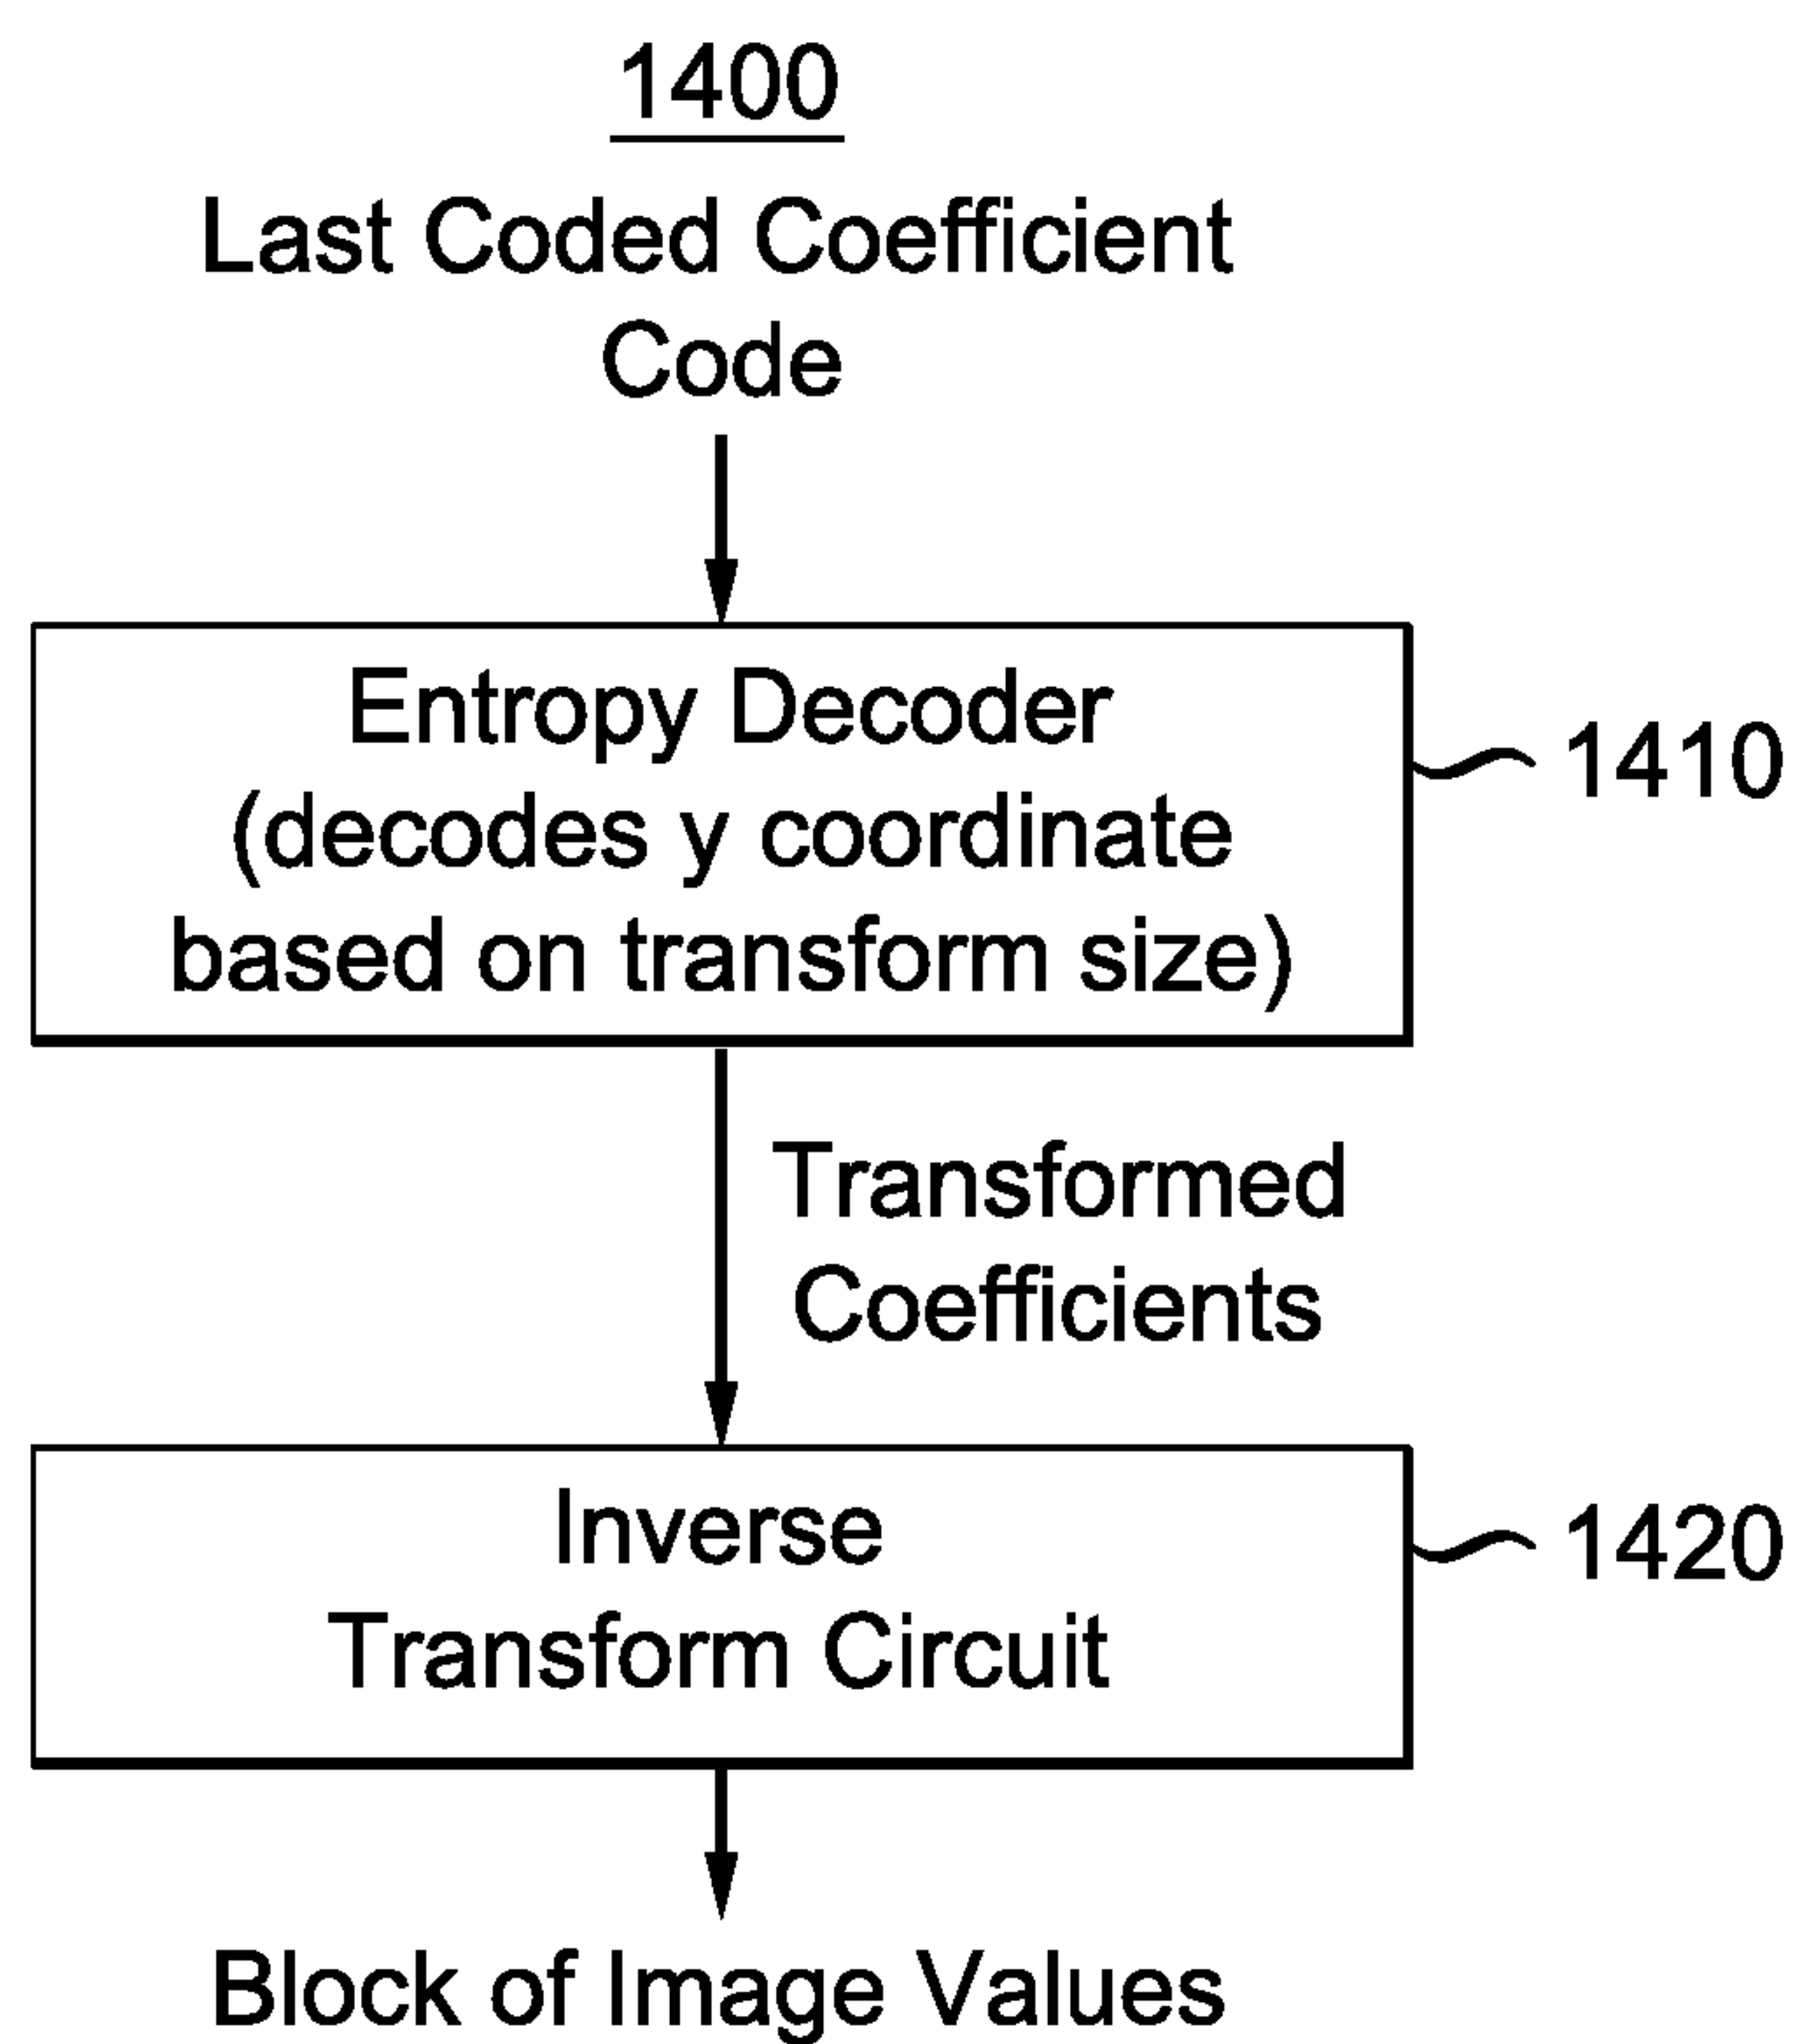 1400
Last Coded Coefficient
Code
Entropy Decoder
(decodes y coordinate
based on transform size)
1410
Transformed
Coefficients
Inverse
Transform Circuit
1420
Block of Image Values